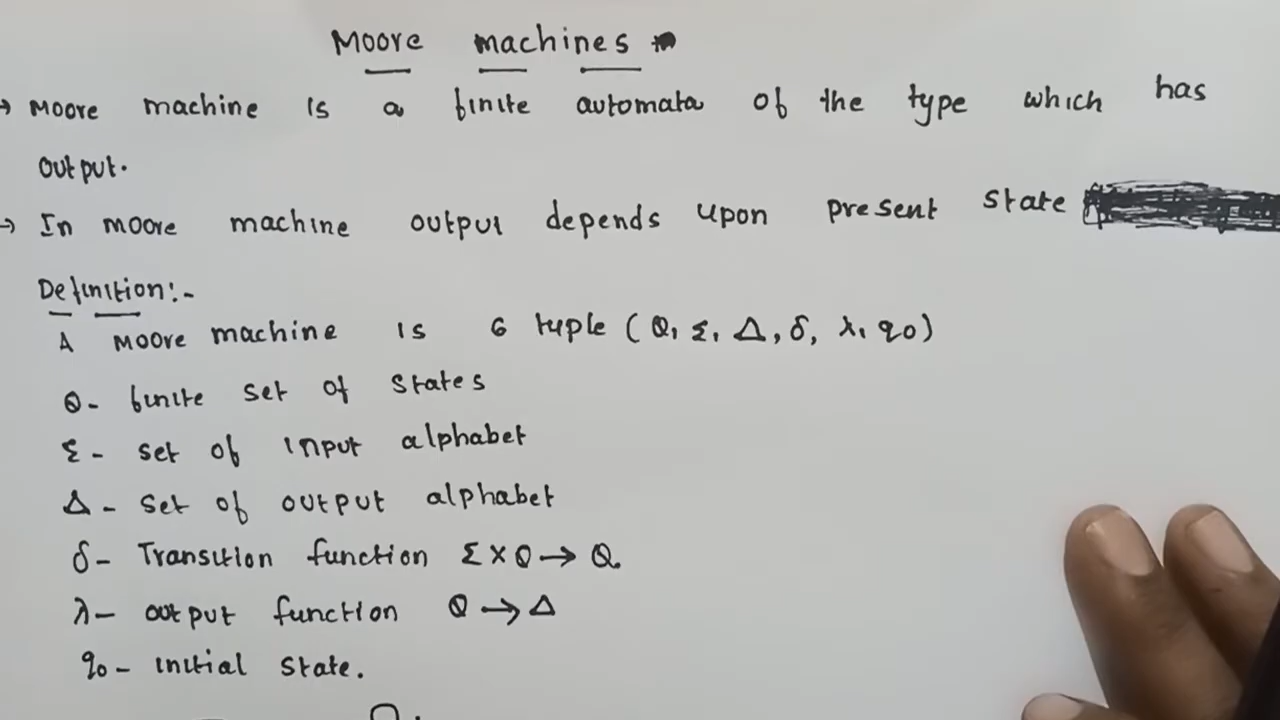 Moore machines
→ Moore machine is a finite automata of the type which has
output.
→ In moore machine output depends upon present state
Definition:-
A moore machine is 6 tuple (Q, Σ, Δ, δ, λ, q0)
Q- finite set of states
Σ- set of input alphabet
Δ- set of output alphabet
δ- Transition function Σ×Q→Q
λ- output function Q→Δ
q0- initial state.